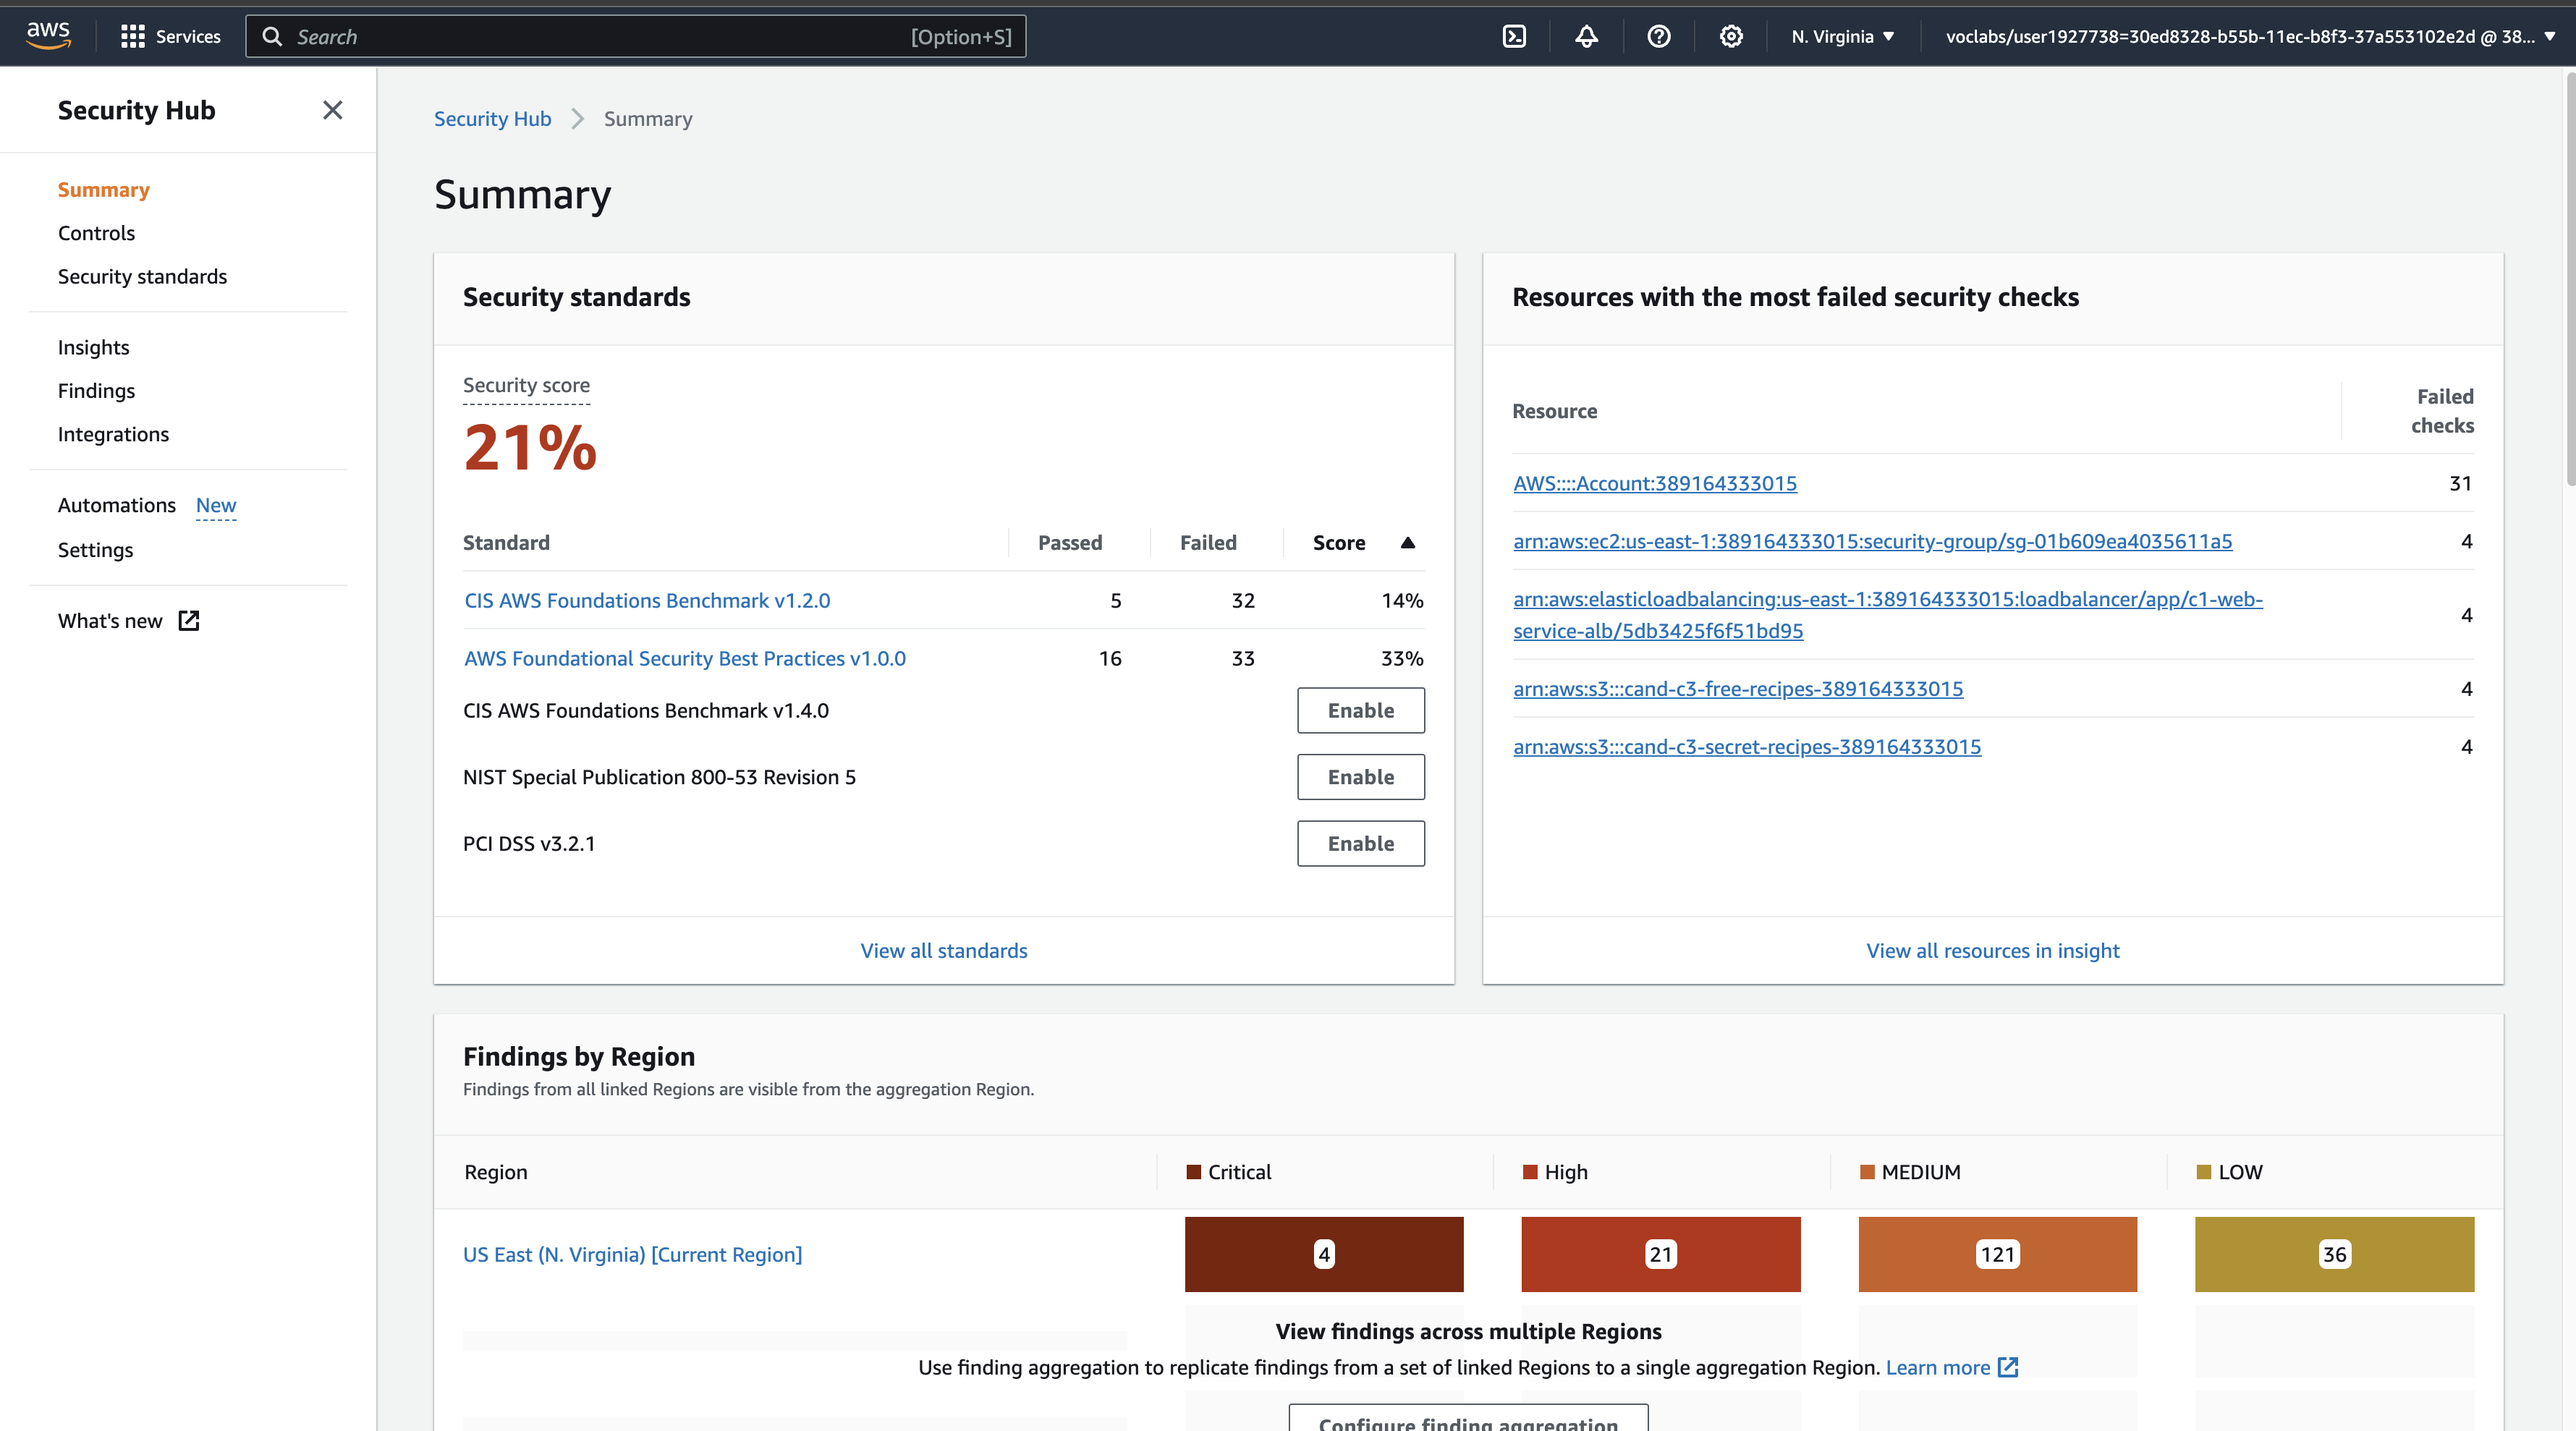 aws
Services
Search
[Option+S]
N. Virginia
voclabs/user1927738=30ed8328-b55b-11ec-b8f3-37a553102e2d @ 38...
Security Hub
Summary
Controls
Security standards
Insights
Findings
Integrations
Automations New
Settings
What's new
Security Hub > Summary
Summary
Security standards
Security score
21%
Standard Passed Failed Score
CIS AWS Foundations Benchmark v1.2.0 5 32 14%
AWS Foundational Security Best Practices v1.0.0 16 33 33%
CIS AWS Foundations Benchmark v1.4.0 Enable
NIST Special Publication 800-53 Revision 5 Enable
PCI DSS v3.2.1 Enable
View all standards
Resources with the most failed security checks
Resource
Failed
checks
AWS::::Account:389164333015 31
arn:aws:ec2:us-east-1:389164333015:security-group/sg-01b609ea4035611a5 4
arn:aws:elasticloadbalancing:us-east-1:389164333015:loadbalancer/app/c1-web-
service-alb/5db3425f6f51bd95 4
arn:aws:s3:::cand-c3-free-recipes-389164333015 4
arn:aws:s3:::cand-c3-secret-recipes-389164333015 4
View all resources in insight
Findings by Region
Findings from all linked Regions are visible from the aggregation Region.
Region Critical High MEDIUM LOW
US East (N. Virginia) [Current Region] 4 21 121 36
View findings across multiple Regions
Use finding aggregation to replicate findings from a set of linked Regions to a single aggregation Region. Learn more
Configure finding aggregation